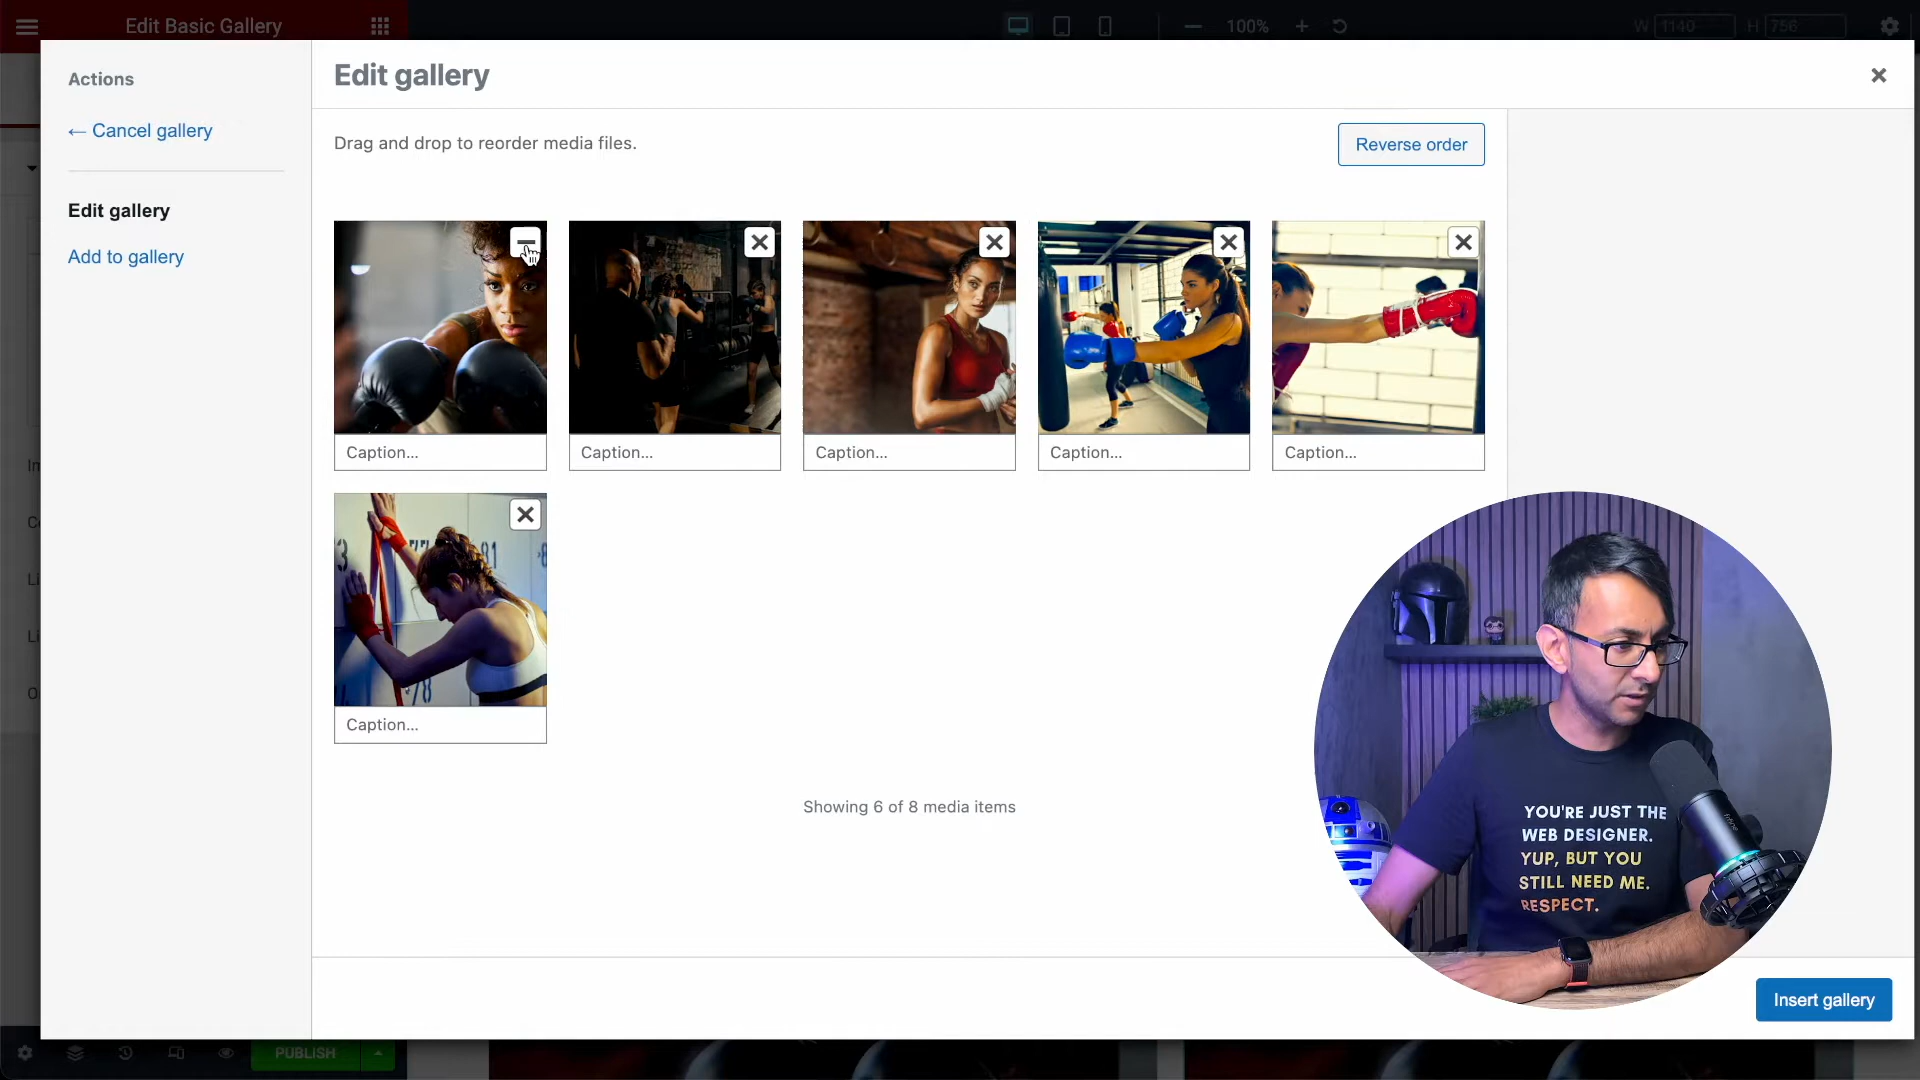 Edit Basic Gallery
100%
W 1140 H 756
Actions
← Cancel gallery
Edit gallery
Add to gallery
Edit gallery
Drag and drop to reorder media files.
Reverse order
Caption...
Caption...
Caption...
Caption...
Caption...
Caption...
Showing 6 of 8 media items
YOU'RE JUST THE
WEB DESIGNER.
YUP, BUT YOU
STILL NEED ME.
RESPECT.
Insert gallery
PUBLISH